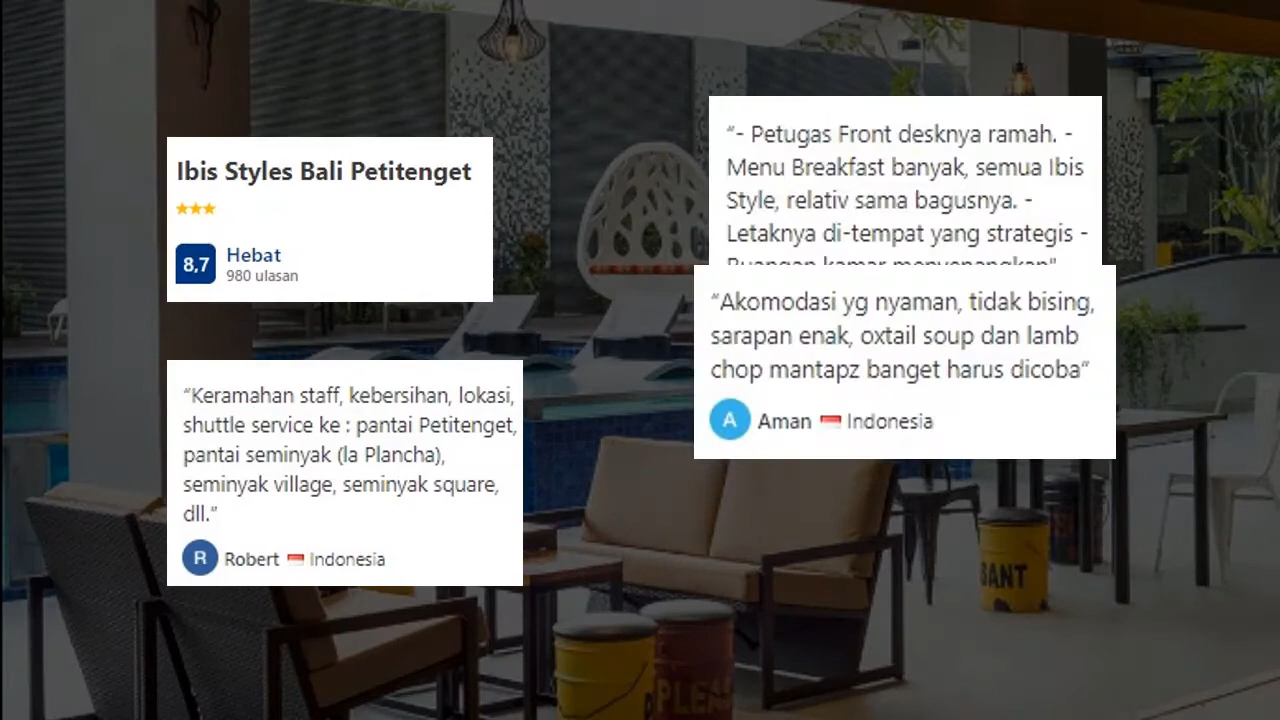 Ibis Styles Bali Petitenget
8,7
Hebat
980 ulasan
“Keramahan staff, kebersihan, lokasi,
shuttle service ke : pantai Petitenget,
pantai seminyak (la Plancha),
seminyak village, seminyak square,
dll.”
R
Robert Indonesia
“- Petugas Front desknya ramah. -
Menu Breakfast banyak, semua Ibis
Style, relativ sama bagusnya. -
Letaknya di-tempat yang strategis -
Ruangan kamar menyenangkan”
“Akomodasi yg nyaman, tidak bising,
sarapan enak, oxtail soup dan lamb
chop mantapz banget harus dicoba”
A
Aman Indonesia